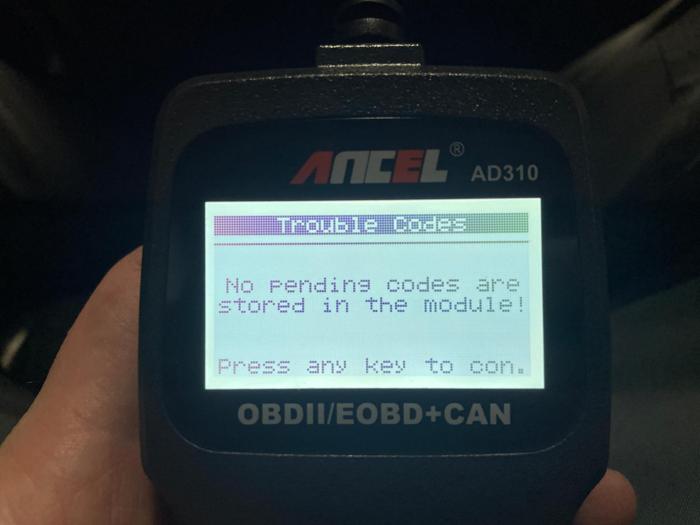 ANCEL® AD310
Trouble Codes
No pending codes are
stored in the module!
Press any key to con.
OBDII/EOBD+CAN